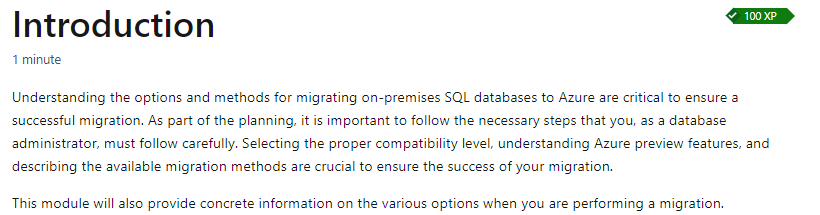 Introduction
100 XP
1 minute
Understanding the options and methods for migrating on-premises SQL databases to Azure are critical to ensure a
successful migration. As part of the planning, it is important to follow the necessary steps that you, as a database
administrator, must follow carefully. Selecting the proper compatibility level, understanding Azure preview features, and
describing the available migration methods are crucial to ensure the success of your migration.
This module will also provide concrete information on the various options when you are performing a migration.